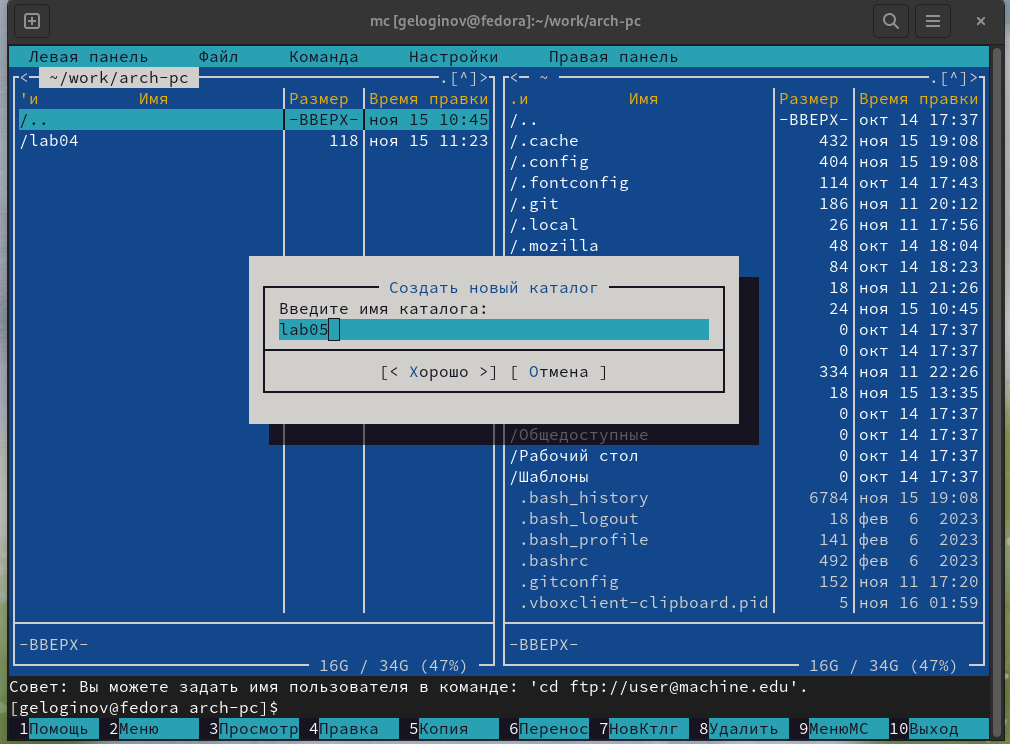 mc [geloginov@fedora]:~/work/arch-pc
Левая панель Файл Команда Настройки Правая панель
<— ~/work/arch-pc .[^]> <— ~ .[^]>
'и Имя Размер Время правки .и Имя Размер Время правки
/.. -ВВЕРХ- ноя 15 10:45 /.. -ВВЕРХ- окт 14 17:37
/lab04 118 ноя 15 11:23 /.cache 432 ноя 15 19:08
/.config 404 ноя 15 19:08
/.fontconfig 114 окт 14 17:43
/.git 186 ноя 11 20:12
/.local 26 ноя 11 17:56
/.mozilla 48 окт 14 18:04
84 окт 14 18:23
Создать новый каталог 18 ноя 11 21:26
Введите имя каталога: 24 ноя 15 10:45
lab05 0 окт 14 17:37
0 окт 14 17:37
[< Хорошо >] [ Отмена ] 334 ноя 11 22:26
18 ноя 15 13:35
0 окт 14 17:37
/Общедоступные 0 окт 14 17:37
/Рабочий стол 0 окт 14 17:37
/Шаблоны 0 окт 14 17:37
.bash_history 6784 ноя 15 19:08
.bash_logout 18 фев 6 2023
.bash_profile 141 фев 6 2023
.bashrc 492 фев 6 2023
.gitconfig 152 ноя 11 17:20
.vboxclient-clipboard.pid 5 ноя 16 01:59
-ВВЕРХ- -ВВЕРХ-
16G / 34G (47%) 16G / 34G (47%)
Совет: Вы можете задать имя пользователя в команде: 'cd ftp://user@machine.edu'.
[geloginov@fedora arch-pc]$
1Помощь 2Меню 3Просмотр 4Правка 5Копия 6Перенос 7НовКтлг 8Удалить 9МенюМС 10Выход